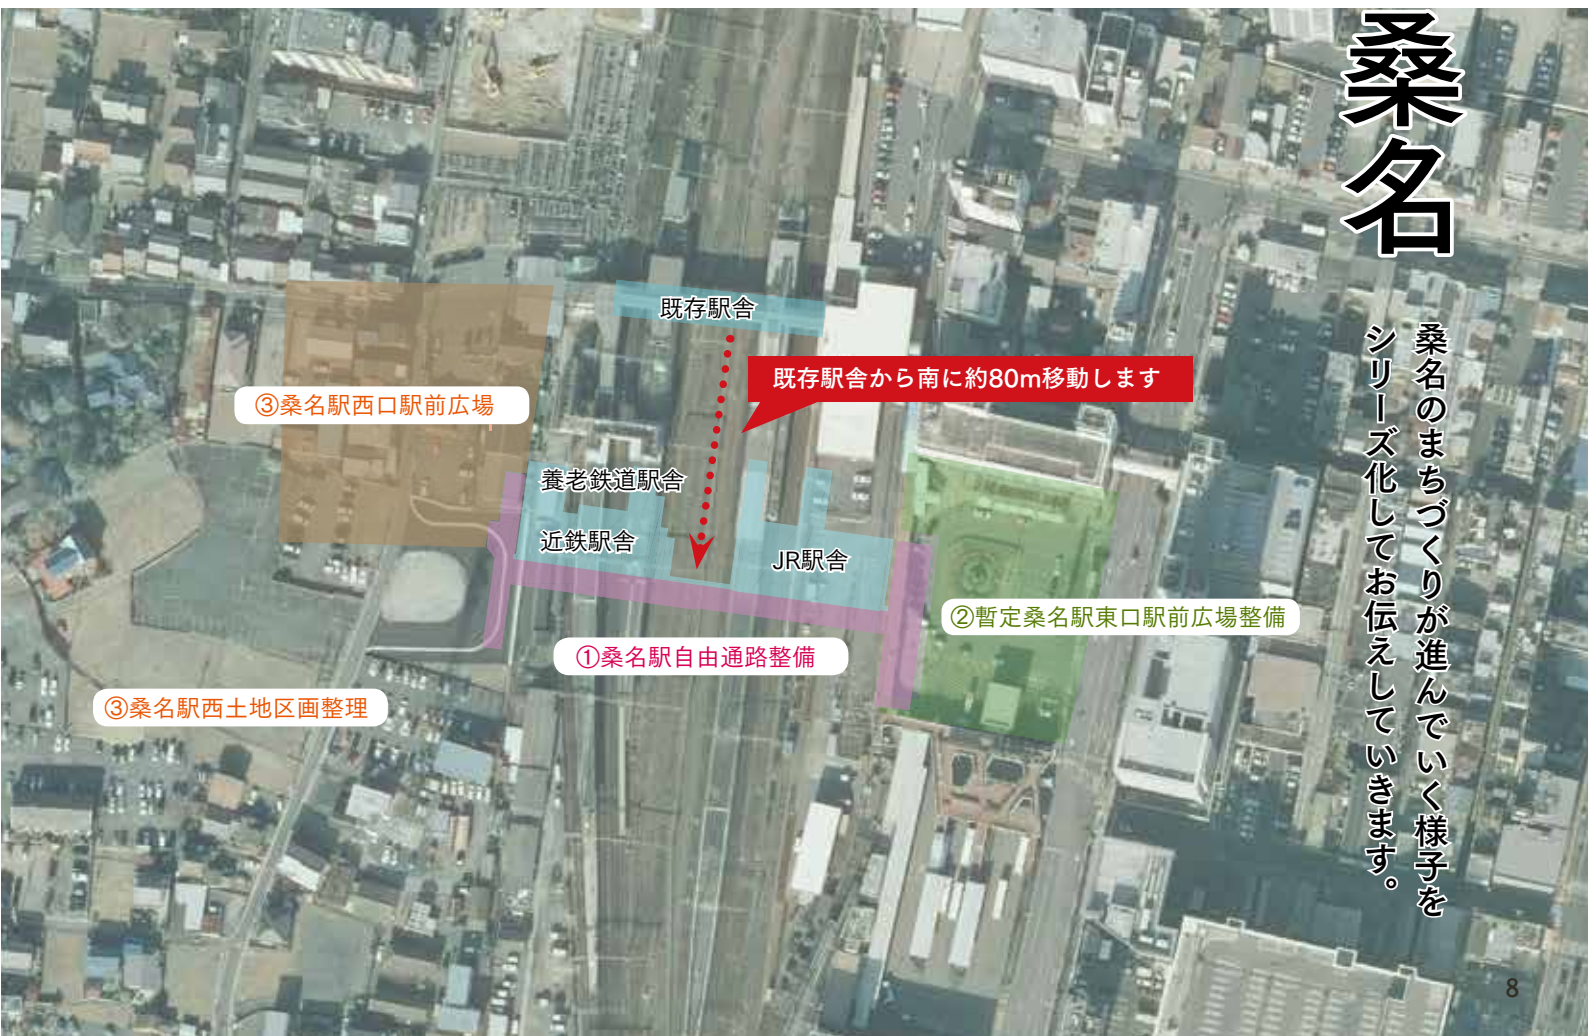 桑名
桑名のまちづくりが進んでいく様子を
シリーズ化してお伝えしていきます。
既存駅舎
既存駅舎から南に約80m移動します
③桑名駅西口駅前広場
養老鉄道駅舎
近鉄駅舎
JR駅舎
②暫定桑名駅東口駅前広場整備
①桑名駅自由通路整備
③桑名駅西土地区画整理
8